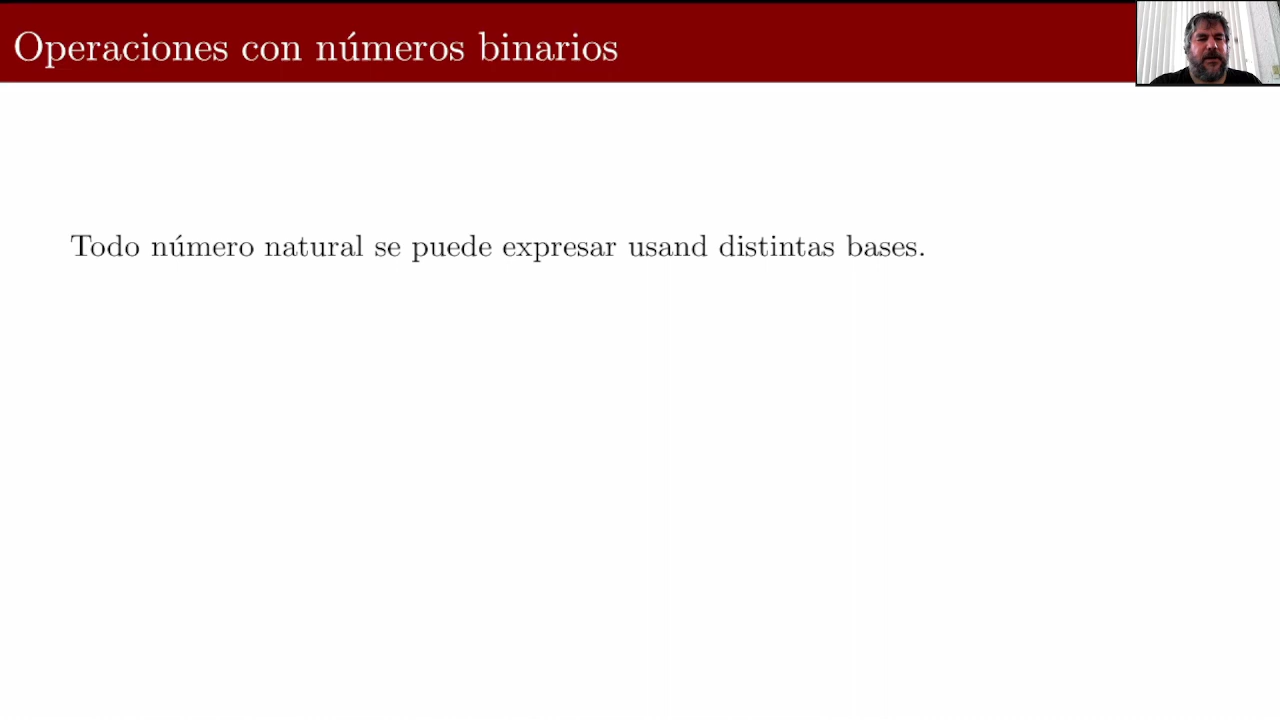 Operaciones con números binarios
Todo número natural se puede expresar usand distintas bases.